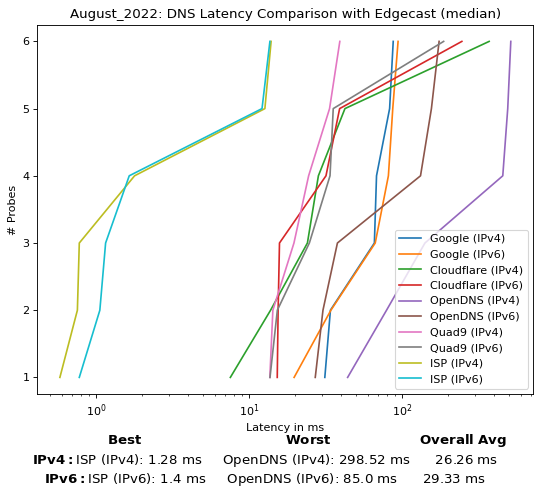 August_2022: DNS Latency Comparison with Edgecast (median)
6
5
4
3
2
1
# Probes
Google (IPv4)
Google (IPv6)
Cloudflare (IPv4)
Cloudflare (IPv6)
OpenDNS (IPv4)
OpenDNS (IPv6)
Quad9 (IPv4)
Quad9 (IPv6)
ISP (IPv4)
ISP (IPv6)
10⁰ 10¹ 10²
Latency in ms
Best Worst Overall Avg
IPv4: ISP (IPv4): 1.28 ms OpenDNS (IPv4): 298.52 ms 26.26 ms
IPv6: ISP (IPv6): 1.4 ms OpenDNS (IPv6): 85.0 ms 29.33 ms